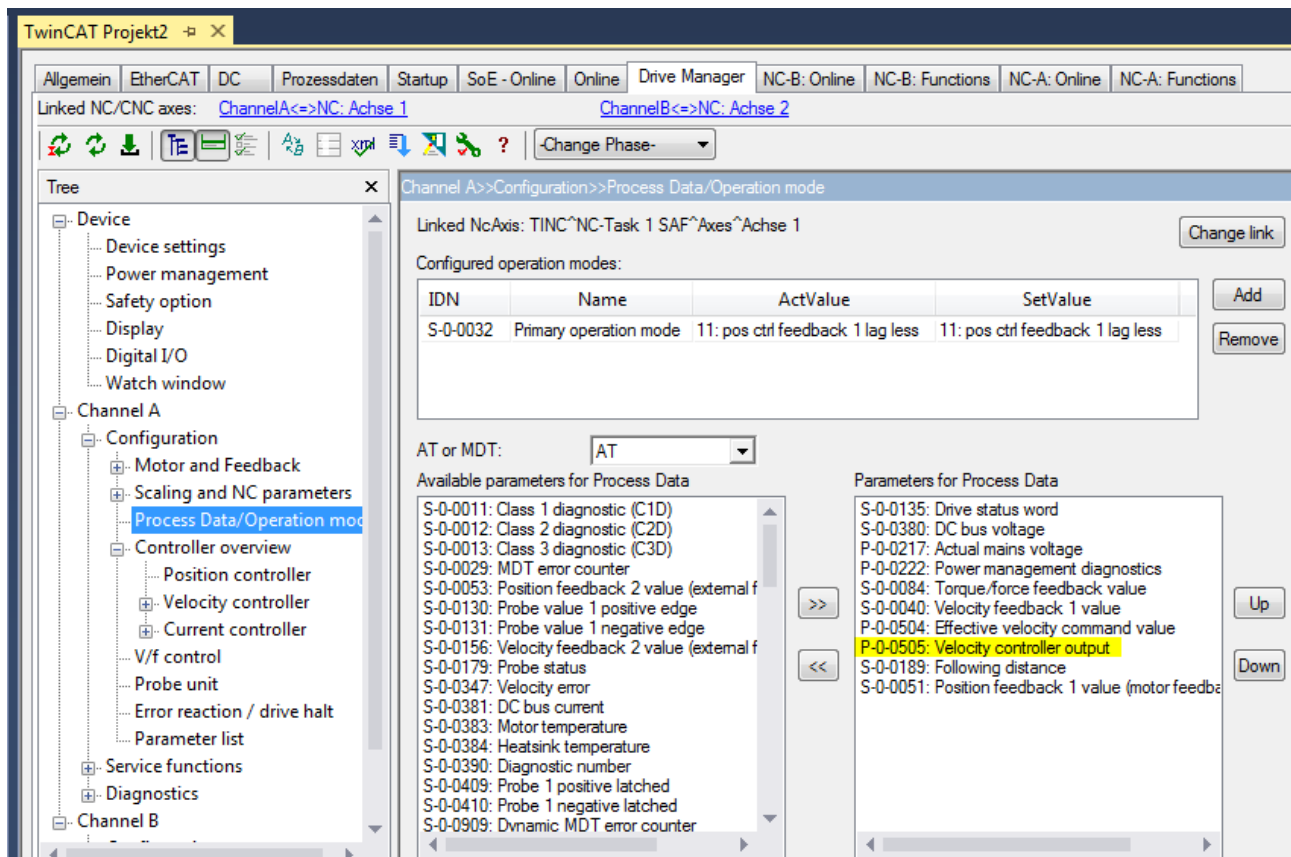 TwinCAT Projekt2
Allgemein EtherCAT DC Prozessdaten Startup SoE - Online Online Drive Manager NC-B: Online NC-B: Functions NC-A: Online NC-A: Functions
Linked NC/CNC axes: ChannelA<=>NC: Achse 1 ChannelB<=>NC: Achse 2
xml ? -Change Phase-
Tree
Device
Device settings
Power management
Safety option
Display
Digital I/O
Watch window
Channel A
Configuration
Motor and Feedback
Scaling and NC parameters
Process Data/Operation mod
Controller overview
Position controller
Velocity controller
Current controller
V/f control
Probe unit
Error reaction / drive halt
Parameter list
Service functions
Diagnostics
Channel B
Channel A>>Configuration>>Process Data/Operation mode
Linked NcAxis: TINC^NC-Task 1 SAF^Axes^Achse 1
Change link
Configured operation modes:
IDN Name ActValue SetValue
S-0-0032 Primary operation mode 11: pos ctrl feedback 1 lag less 11: pos ctrl feedback 1 lag less
Add
Remove
AT or MDT: AT
Available parameters for Process Data
S-0-0011: Class 1 diagnostic (C1D)
S-0-0012: Class 2 diagnostic (C2D)
S-0-0013: Class 3 diagnostic (C3D)
S-0-0029: MDT error counter
S-0-0053: Position feedback 2 value (external f
S-0-0130: Probe value 1 positive edge
S-0-0131: Probe value 1 negative edge
S-0-0156: Velocity feedback 2 value (external f
S-0-0179: Probe status
S-0-0347: Velocity error
S-0-0381: DC bus current
S-0-0383: Motor temperature
S-0-0384: Heatsink temperature
S-0-0390: Diagnostic number
S-0-0409: Probe 1 positive latched
S-0-0410: Probe 1 negative latched
S-0-0909: Dynamic MDT error counter
>>
<<
Parameters for Process Data
S-0-0135: Drive status word
S-0-0380: DC bus voltage
P-0-0217: Actual mains voltage
P-0-0222: Power management diagnostics
S-0-0084: Torque/force feedback value
S-0-0040: Velocity feedback 1 value
P-0-0504: Effective velocity command value
P-0-0505: Velocity controller output
S-0-0189: Following distance
S-0-0051: Position feedback 1 value (motor feedba
Up
Down